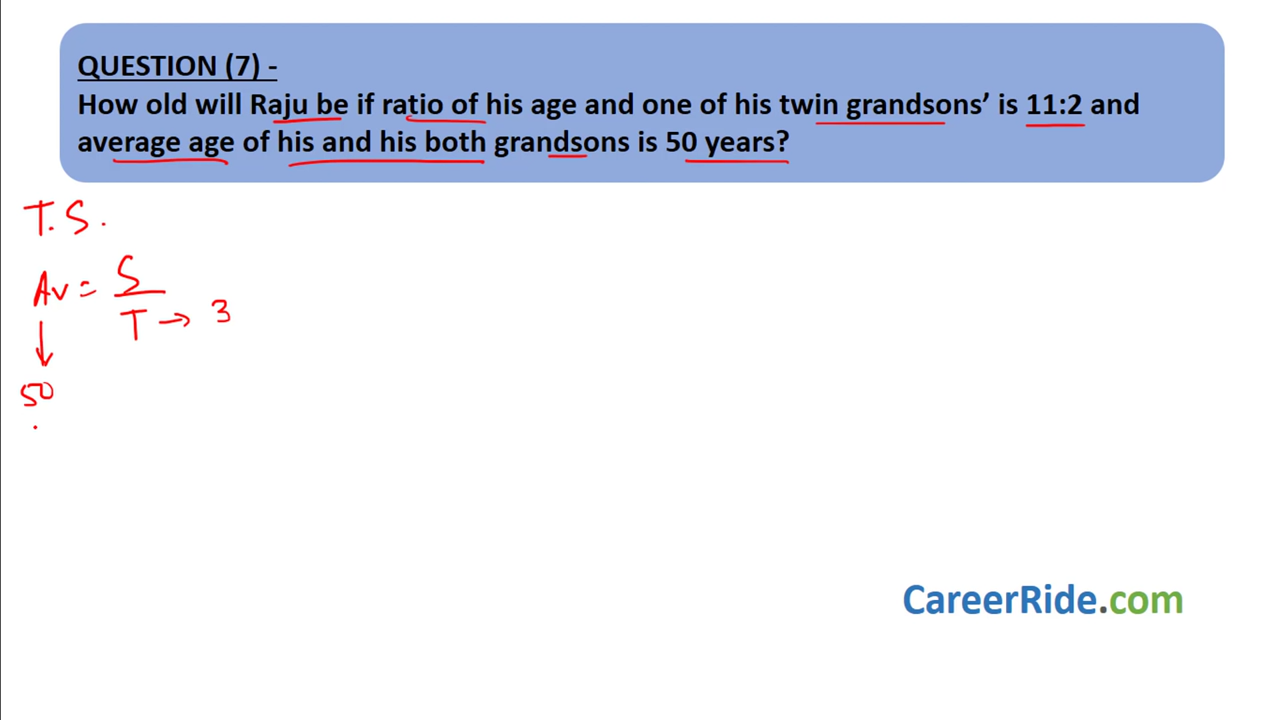 QUESTION (7) -
How old will Raju be if ratio of his age and one of his twin grandsons’ is 11:2 and
average age of his and his both grandsons is 50 years?
T.S.
Av = S
T → 3
50
CareerRide.com